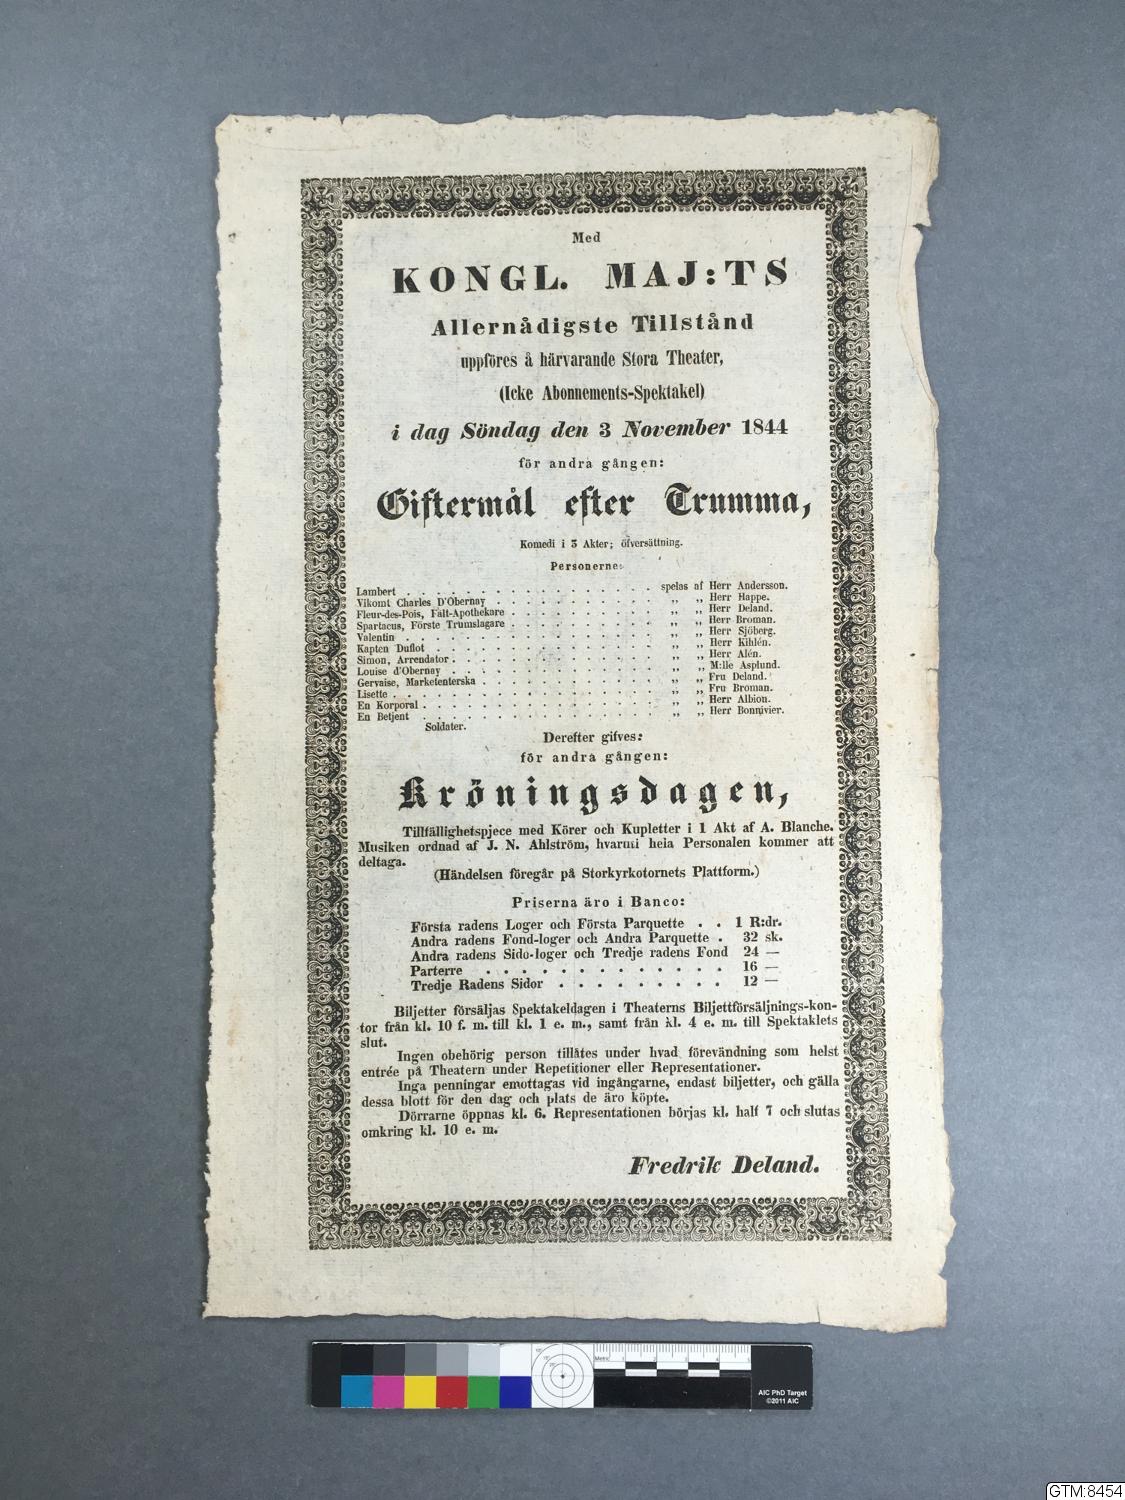 Med
KONGL. MAJ:TS
Allernådigste Tillstånd
uppföres å härvarande Stora Theater,
(Icke Abonnements-Spektakel)
i dag Söndag den 3 November 1844
för andra gången:
Giftermål efter Trumma,
Komedi i 3 Akter; öfversättning.
Personerne:
Lambert . . . . . . . . . . . . . . . . . spelas af Herr Andersson.
Vikomt Charles D'Obernay . . . . . . . . . . . „ „ Herr Happe.
Fleur-des-Pois, Fält-Apothekare . . . . . . . . . . „ „ Herr Deland.
Spartacus, Förste Trumslagare . . . . . . . . . . „ „ Herr Broman.
Valentin . . . . . . . . . . . . . . . . . „ „ Herr Sjöberg.
Kapten Duflot . . . . . . . . . . . . . . . „ „ Herr Kihlén.
Simon, Arrendator . . . . . . . . . . . . . . „ „ Herr Alén.
Louise d'Obernay . . . . . . . . . . . . . . „ „ M:lle Asplund.
Gervaise, Marketenterska . . . . . . . . . . . . „ „ Fru Deland.
Lisette . . . . . . . . . . . . . . . . . . „ „ Fru Broman.
En Korporal . . . . . . . . . . . . . . . . „ „ Herr Albion.
En Betjent . . . . . . . . . . . . . . . . „ „ Herr Bonnivier.
Soldater.
Derefter gifves:
för andra gången:
Kröningsdagen,
Tillfällighetspjece med Körer och Kupletter i 1 Akt af A. Blanche.
Musiken ordnad af J. N. Ahlström, hvaruti hela Personalen kommer att
deltaga.
(Händelsen föregår på Storkyrkotornets Plattform.)
Priserna äro i Banco:
Första radens Loger och Första Parquette . . 1 R:dr.
Andra radens Fond-loger och Andra Parquette . 32 sk.
Andra radens Sido-loger och Tredje radens Fond 24 —
Parterre . . . . . . . . . . . . . 16 —
Tredje Radens Sidor . . . . . . . . . 12 —
Biljetter försäljas Spektakeldagen i Theaterns Biljettförsäljnings-kon-
tor från kl. 10 f. m. till kl. 1 e. m., samt från kl. 4 e. m. till Spektaklets
slut.
Ingen obehörig person tillåtes under hvad förevändning som helst
entrée på Theatern under Repetitioner eller Representationer.
Inga penningar emottagas vid ingångarne, endast biljetter, och gälla
dessa blott för den dag och plats de äro köpte.
Dörrarne öppnas kl. 6. Representationen börjas kl. half 7 och slutas
omkring kl. 10 e. m.
Fredrik Deland.
Metric 1 2 3 4 5
AIC PhD Target
©2011 AIC
GTM:8454